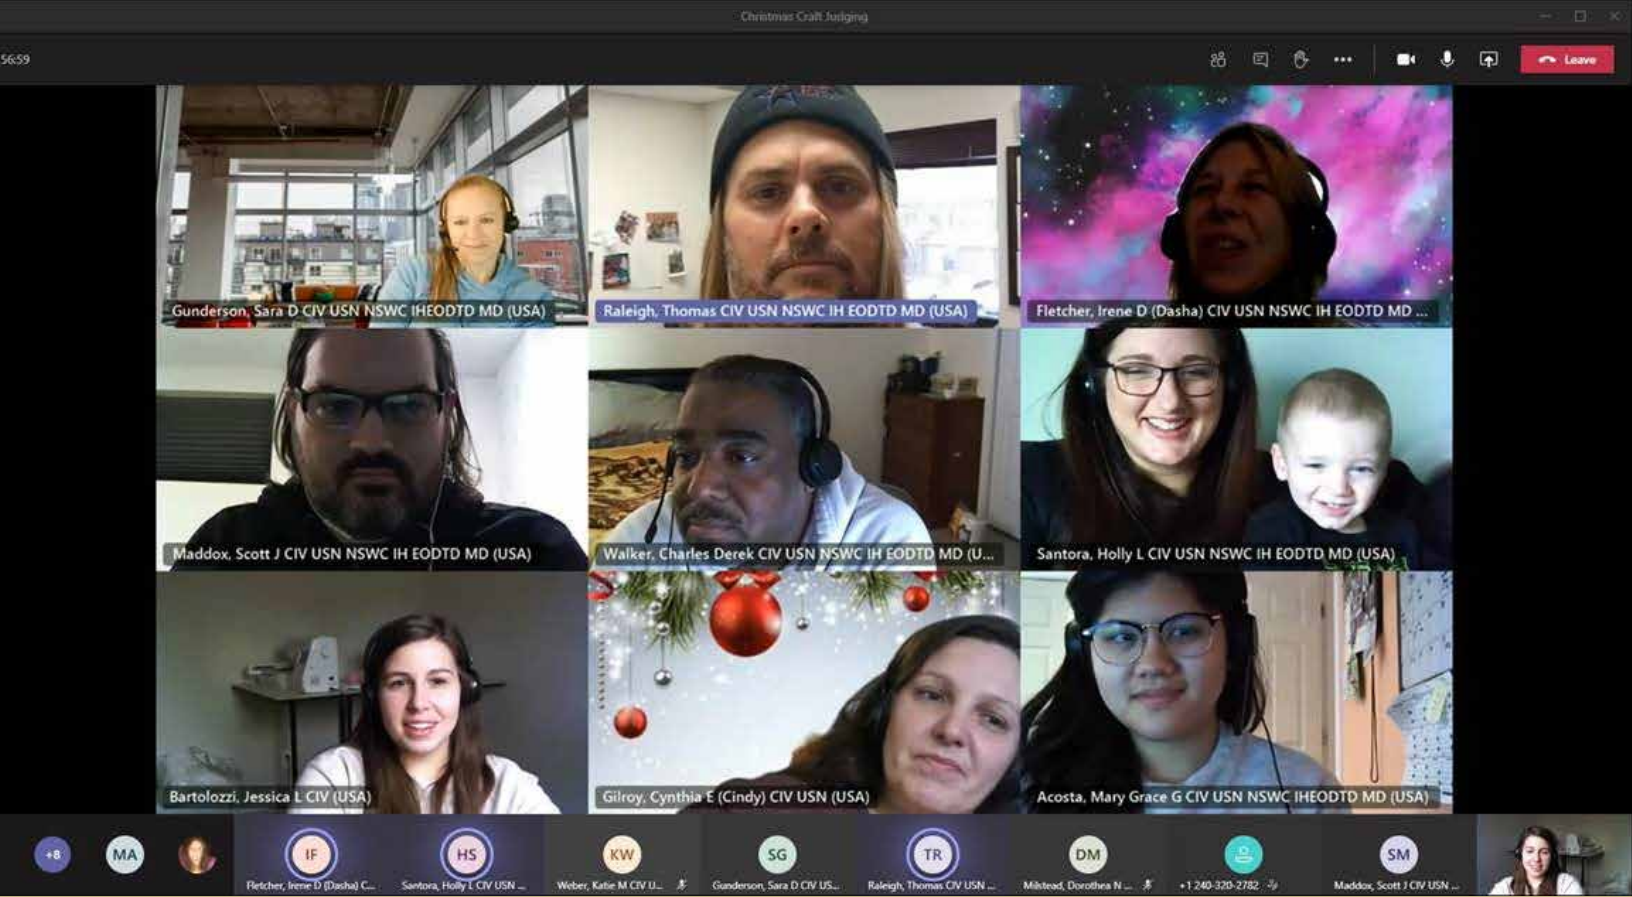 Christmas Craft Judging
56:59
Leave
Gunderson, Sara D CIV USN NSWC IHEODTD MD (USA)
Raleigh, Thomas CIV USN NSWC IH EODTD MD (USA)
Fletcher, Irene D (Dasha) CIV USN NSWC IH EODTD MD ...
Maddox, Scott J CIV USN NSWC IH EODTD MD (USA)
Walker, Charles Derek CIV USN NSWC IH EODTD MD (U...
Santora, Holly L CIV USN NSWC IH EODTD MD (USA)
Bartolozzi, Jessica L CIV (USA)
Gilroy, Cynthia E (Cindy) CIV USN (USA)
Acosta, Mary Grace G CIV USN NSWC IHEODTD MD (USA)
+8
MA
IF
HS
KW
SG
TR
DM
SM
Fletcher, Irene D (Dasha) C...
Santora, Holly L CIV USN ...
Weber, Katie M CIV U...
Gunderson, Sara D CIV US...
Raleigh, Thomas CIV USN ...
Milstead, Dorothea N ...
+1 240-320-2782
Maddox, Scott J CIV USN ...